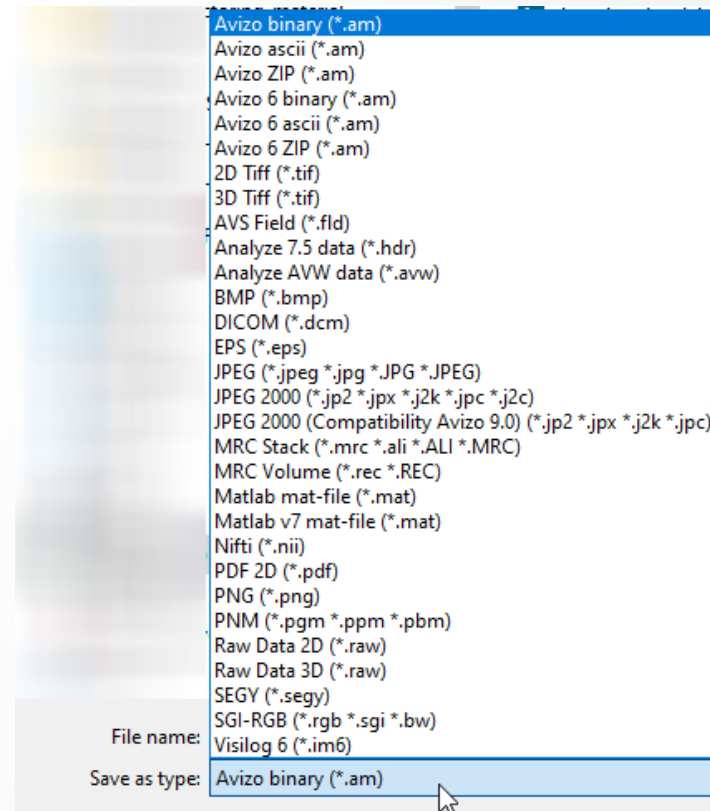 Avizo binary (*.am)
Avizo ascii (*.am)
Avizo ZIP (*.am)
Avizo 6 binary (*.am)
Avizo 6 ascii (*.am)
Avizo 6 ZIP (*.am)
2D Tiff (*.tif)
3D Tiff (*.tif)
AVS Field (*.fld)
Analyze 7.5 data (*.hdr)
Analyze AVW data (*.avw)
BMP (*.bmp)
DICOM (*.dcm)
EPS (*.eps)
JPEG (*.jpeg *.jpg *.JPG *.JPEG)
JPEG 2000 (*.jp2 *.jpx *.j2k *.jpc *.j2c)
JPEG 2000 (Compatibility Avizo 9.0) (*.jp2 *.jpx *.j2k *.jpc)
MRC Stack (*.mrc *.ali *.ALI *.MRC)
MRC Volume (*.rec *.REC)
Matlab mat-file (*.mat)
Matlab v7 mat-file (*.mat)
Nifti (*.nii)
PDF 2D (*.pdf)
PNG (*.png)
PNM (*.pgm *.ppm *.pbm)
Raw Data 2D (*.raw)
Raw Data 3D (*.raw)
SEGY (*.segy)
SGI-RGB (*.rgb *.sgi *.bw)
File name: Visilog 6 (*.im6)
Save as type: Avizo binary (*.am)